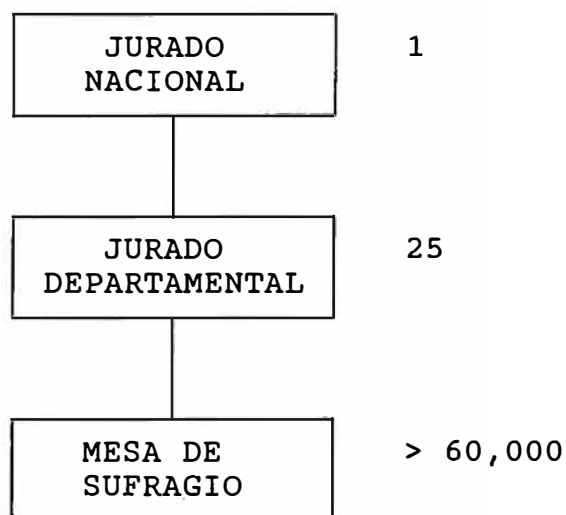 JURADO 1
NACIONAL
JURADO 25
DEPARTAMENTAL
MESA DE > 60,000
SUFRAGIO